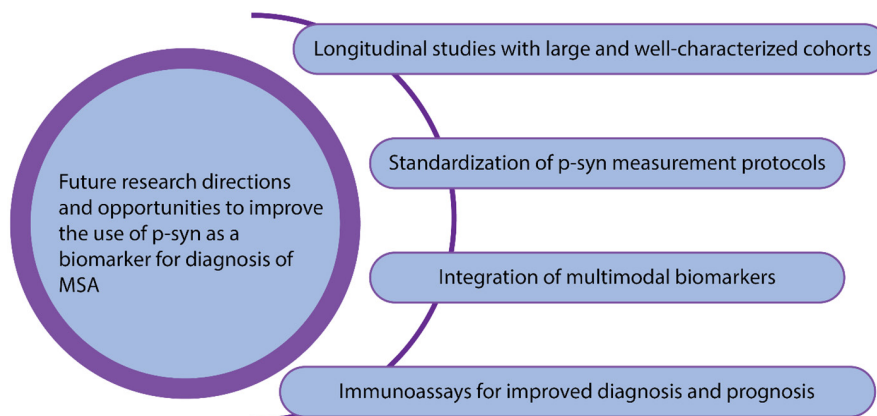 Future research directions
and opportunities to improve
the use of p-syn as a
biomarker for diagnosis of
MSA
Longitudinal studies with large and well-characterized cohorts
Standardization of p-syn measurement protocols
Integration of multimodal biomarkers
Immunoassays for improved diagnosis and prognosis